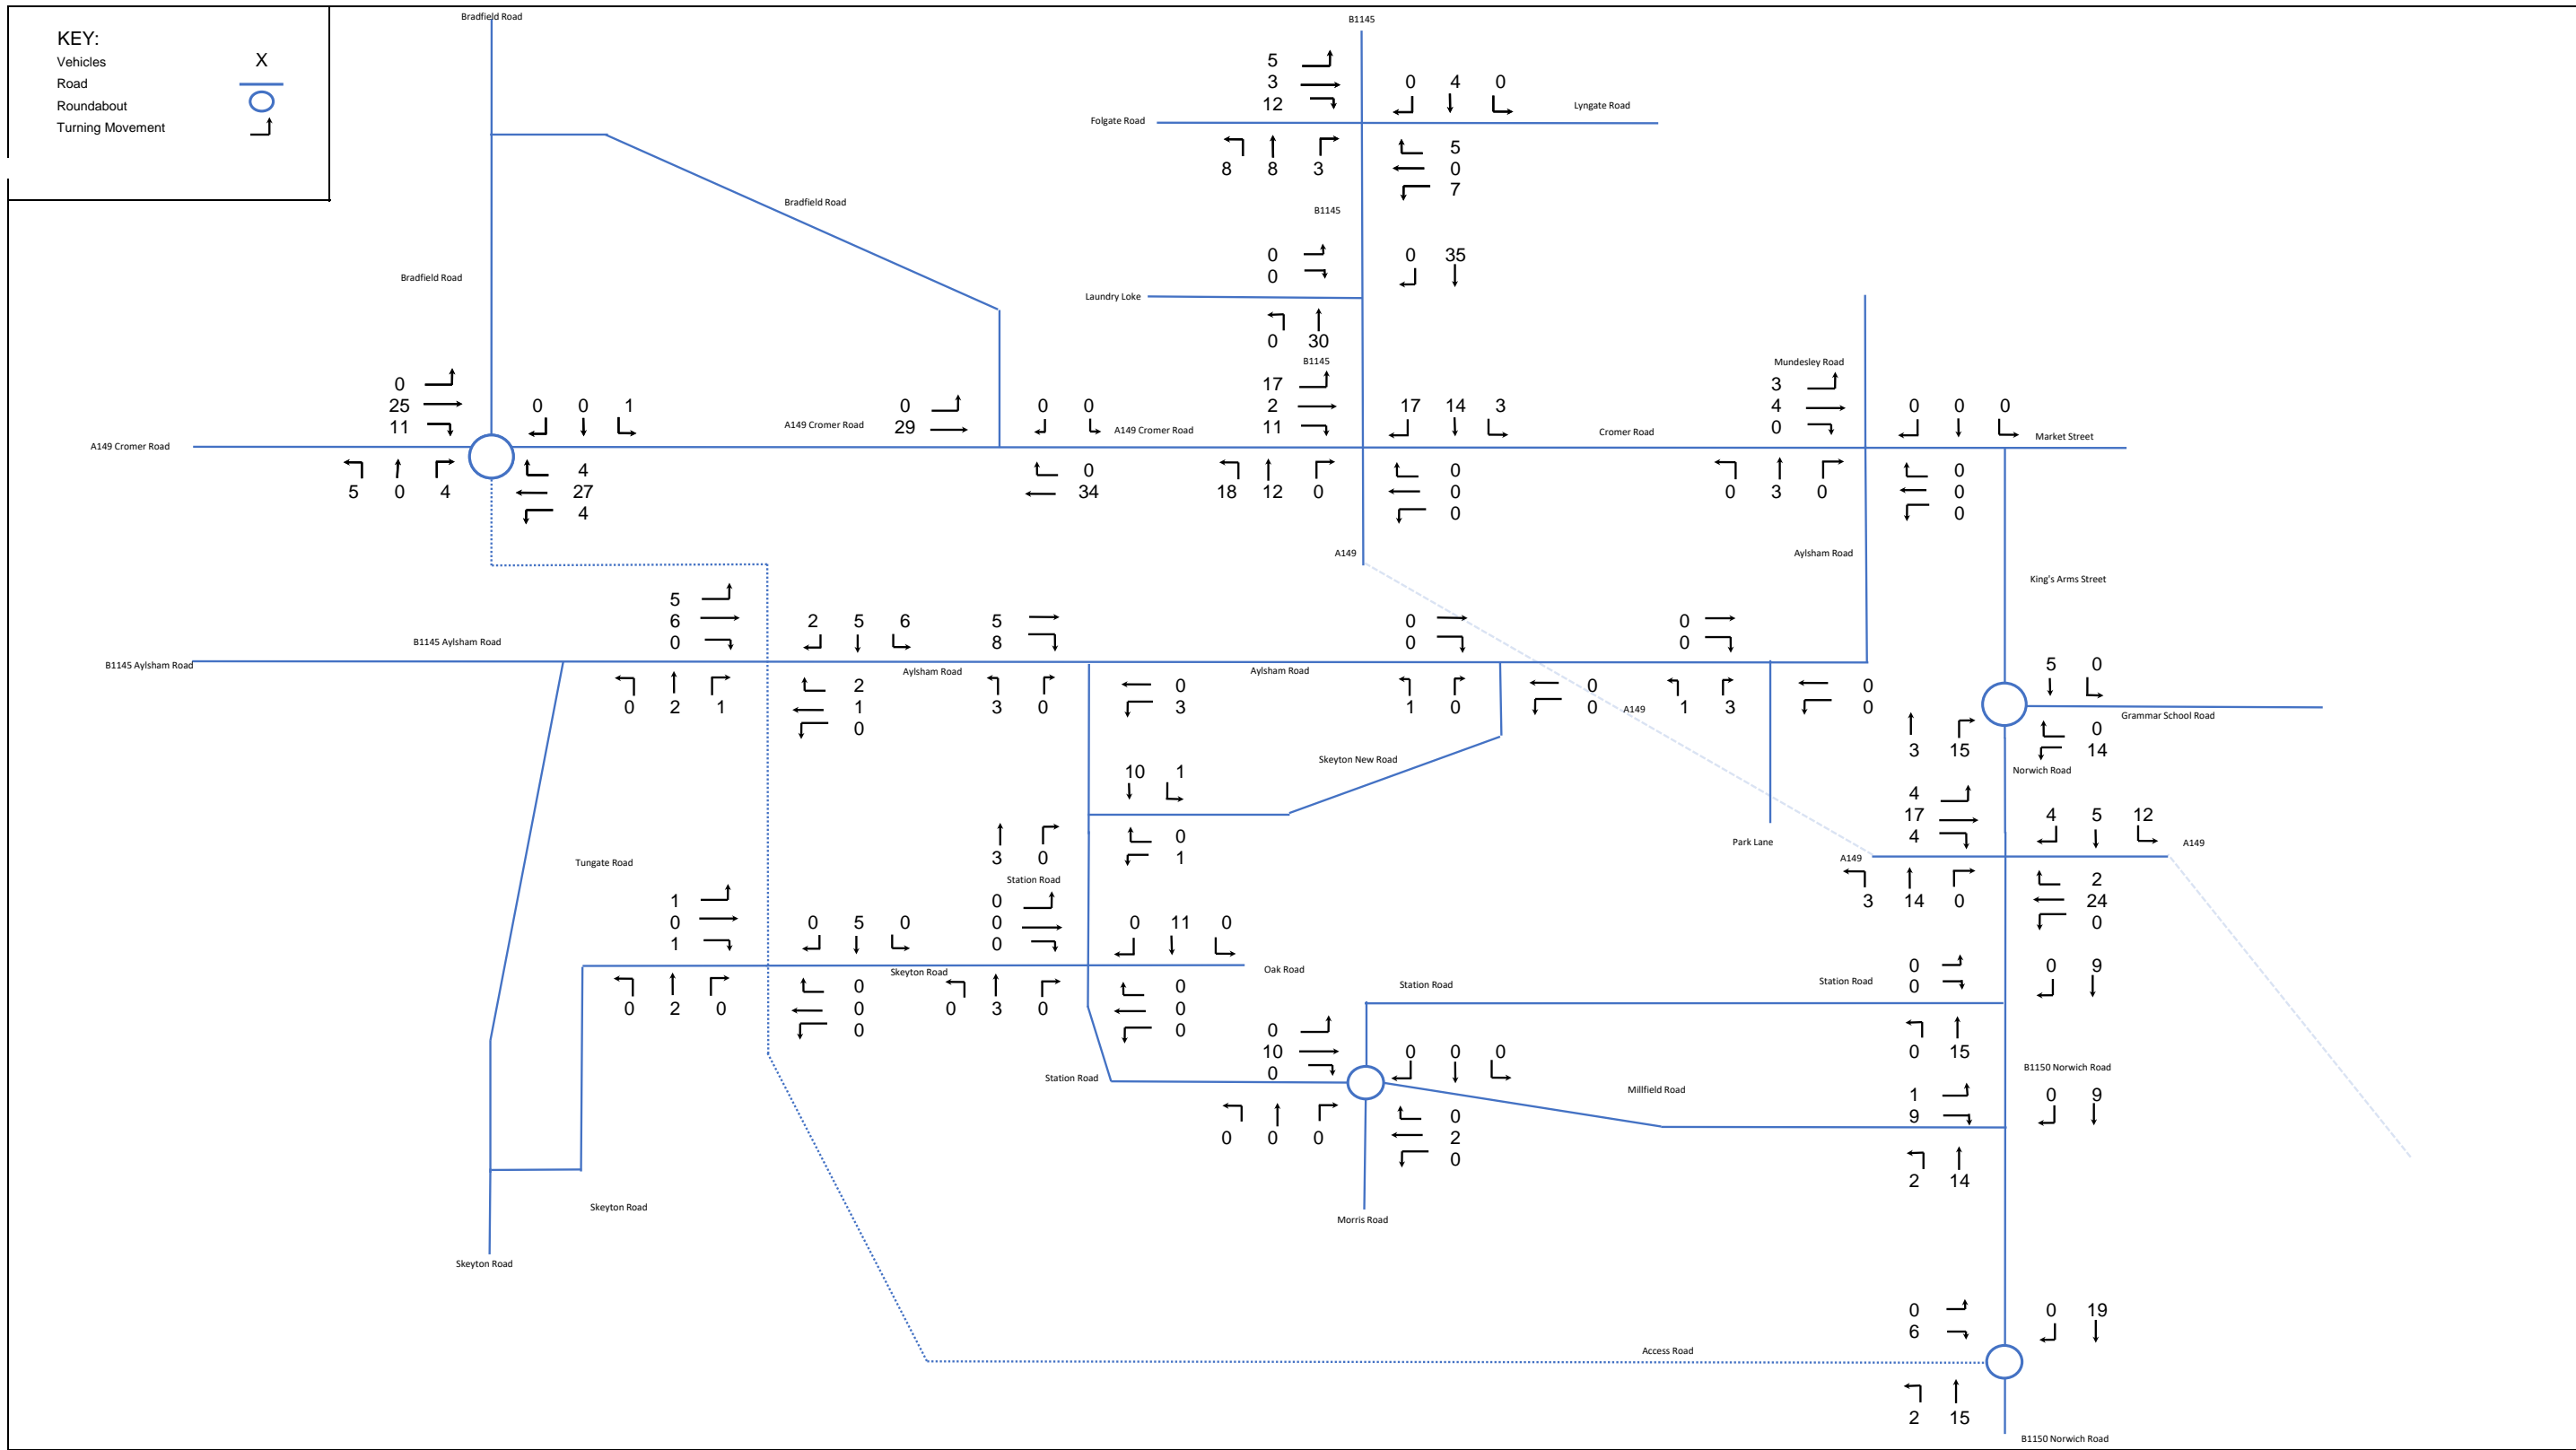 Bradfield Road
B1145
KEY:
Vehicles X
Road
Roundabout
Turning Movement
5
3
12
0 4 0
Lyngate Road
Folgate Road
8 8 3
5
0
7
Bradfield Road
B1145
Bradfield Road
0
0
0 35
Laundry Loke
0 30
B1145
Mundesley Road
0
25
11
0 0 1
A149 Cromer Road
0
29
0 0
A149 Cromer Road
17
2
11
17 14 3
Cromer Road
3
4
0
0 0 0
Market Street
A149 Cromer Road
5 0 4
4
27
4
0
34
18 12 0
0
0
0
0 3 0
0
0
0
A149
Aylsham Road
King's Arms Street
5
6
0
2 5 6
5
8
0
0
0
0
B1145 Aylsham Road
B1145 Aylsham Road
Aylsham Road
Aylsham Road
0 2 1
2
1
0
3 0
0
3
1 0
0
0
A149
1 3
0
0
5 0
Grammar School Road
3 15
0
14
Norwich Road
Skeyton New Road
10 1
0
1
3 0
Station Road
Tungate Road
Park Lane
4
17
4
4 5 12
A149
A149
3 14 0
2
24
0
1
0
1
0 5 0
0
0
0
0 11 0
Skeyton Road
Oak Road
0 2 0
0
0
0
0 3 0
0
0
0
Station Road
Station Road
0
0
0 9
0 15
0
10
0
0 0 0
Station Road
Millfield Road
B1150 Norwich Road
1
9
0 9
0 0 0
0
2
0
2 14
Skeyton Road
Morris Road
Skeyton Road
0
6
0 19
Access Road
2 15
B1150 Norwich Road